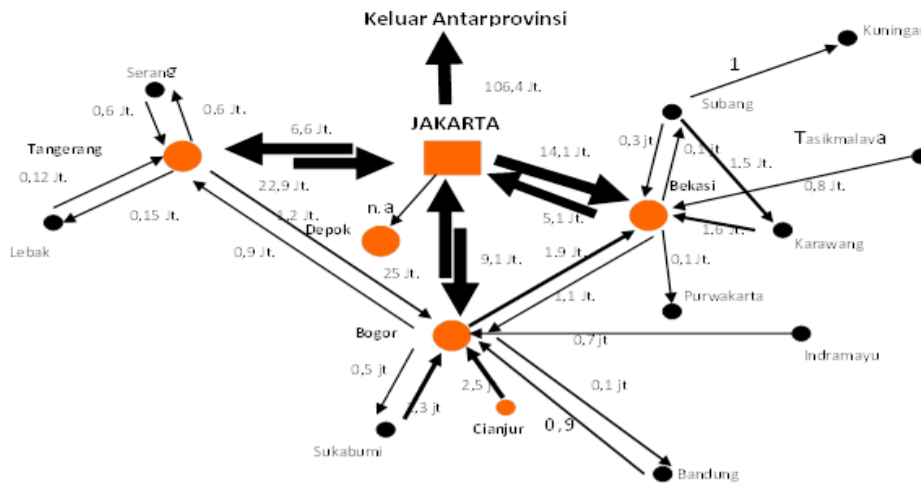 Keluar Antarprovinsi
Kuningan
1
Serang
7
106,4 Jt.
Subang
0,6 Jt.
0.6 Jt.
6,6 Jt.
JAKARTA
Tasikmalaya
Tangerang
14,1 Jt.
0,3 jt
0,1 jt
1.5 Jt.
0,12 Jt.
22,9 Jt.
Bekasi
0,8 Jt.
0,15 Jt.
1,2 Jt.
n.a
5,1 Jt.
1.6 Jt.
Lebak
Depok
Karawang
0,9 Jt.
25 Jt.
9,1 Jt.
1.9 Jt.
0,1 Jt.
1,1 Jt.
Purwakarta
Bogor
0,7 jt
Indramayu
0,5 jt
2,5 j
0,1 jt
Cianjur
0,9
Sukabumi
Bandung